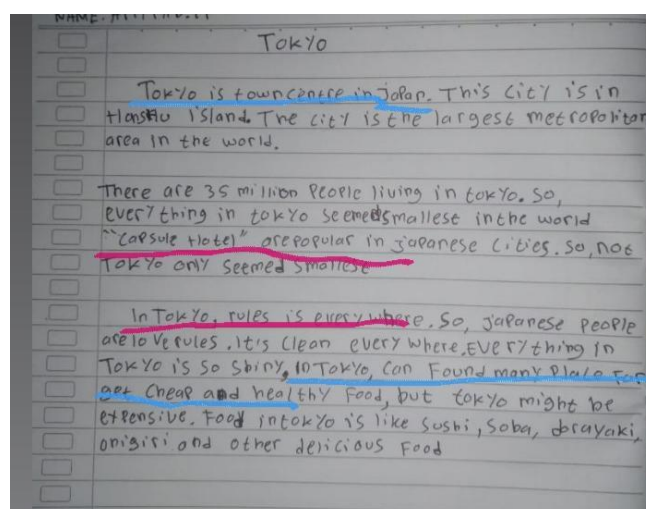 NAME:
Tokyo
Tokyo is town centre in japan. This city is in
Honshu island. The city is the largest metropolitan
area in the world.
There are 35 million people living in tokyo. So,
every thing in tokyo seemed smallest in the world
"Capsule Hotel" are popular in japanese cities. so, not
Tokyo only seemed smallest
In Tokyo, rules is every where. So, japanese people
are love rules. It's clean every where. Every thing in
Tokyo is so shiny. in Tokyo, can Found many place For
get cheap and healthy Food, but tokyo might be
expensive. Food in tokyo is like sushi, soba, dorayaki,
onigiri and other delicious Food